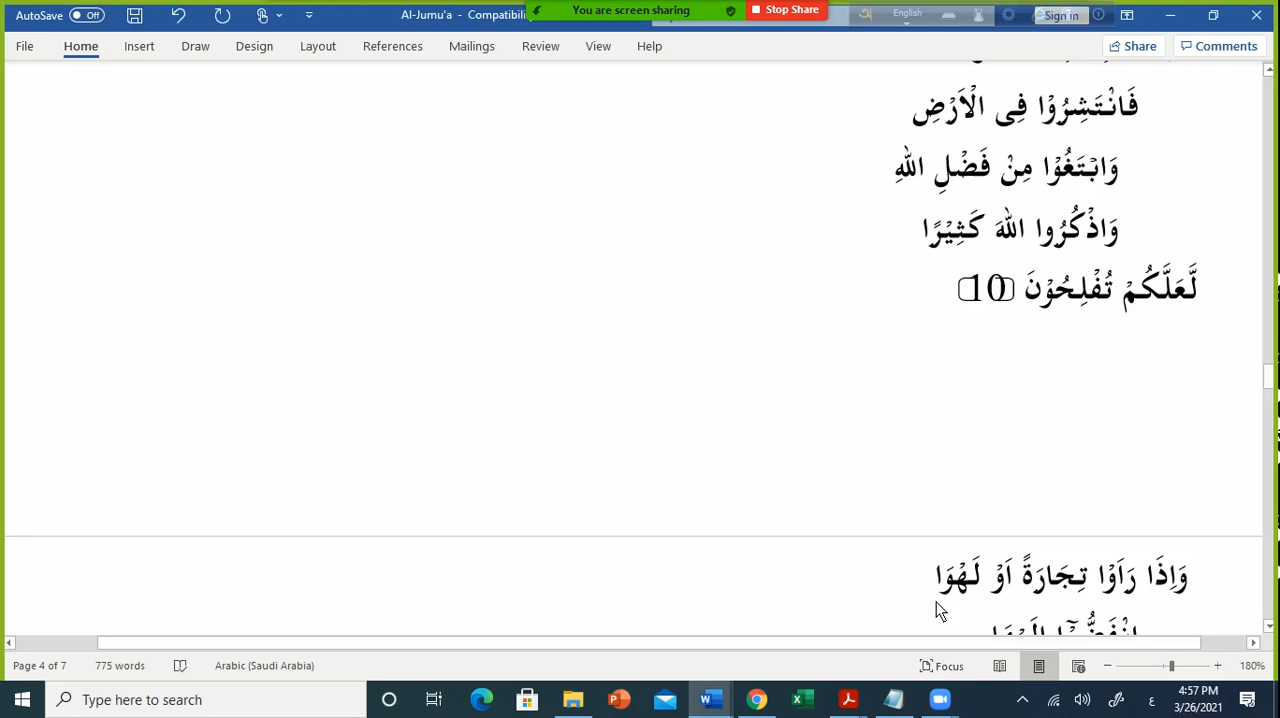 AutoSave Off
Al-Jumu'a - Compatibi
You are screen sharing
Stop Share
English
Sign in
File Home Insert Draw Design Layout References Mailings Review View Help
Share Comments
فَانْتَشِرُوْا فِى الْاَرْضِ
وَابْتَغُوْا مِنْ فَضْلِ اللّٰهِ
وَاذْكُرُوا اللّٰهَ كَثِيْرًا
لَّعَلَّكُمْ تُفْلِحُوْنَ 10
وَاِذَا رَاَوْا تِجَارَةً اَوْ لَهْوَا
Page 4 of 7 775 words Arabic (Saudi Arabia) Focus 180%
Type here to search
ع
4:57 PM
3/26/2021